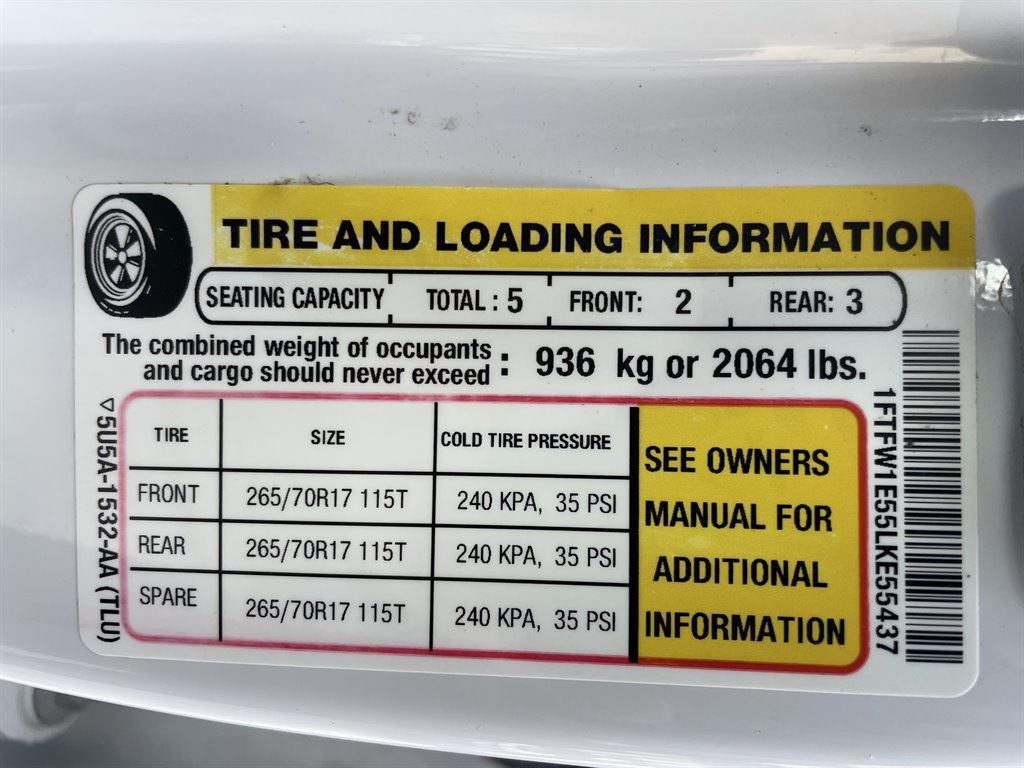 TIRE AND LOADING INFORMATION
SEATING CAPACITY TOTAL : 5 FRONT: 2 REAR: 3
The combined weight of occupants
and cargo should never exceed : 936 kg or 2064 lbs.
TIRE SIZE COLD TIRE PRESSURE
FRONT 265/70R17 115T 240 KPA, 35 PSI
REAR 265/70R17 115T 240 KPA, 35 PSI
SPARE 265/70R17 115T 240 KPA, 35 PSI
SEE OWNERS
MANUAL FOR
ADDITIONAL
INFORMATION
▽5U5A-1532-AA (TLU)
1FTFW1E55LKE55437